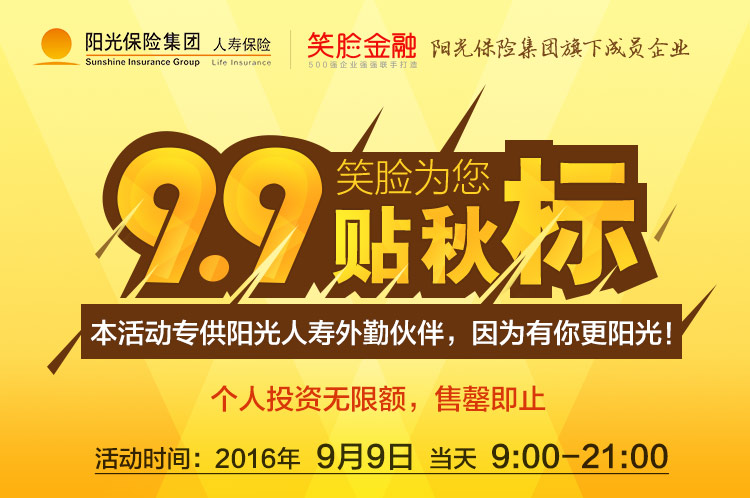 阳光保险集团 人寿保险 笑脸金融 阳光保险集团旗下成员企业
Sunshine Insurance Group Life Insurance 500强企业强强联手打造
9.9 笑脸为您
贴秋标
本活动专供阳光人寿外勤伙伴，因为有你更阳光！
个人投资无限额，售罄即止
活动时间：2016年 9月9日 当天 9:00-21:00